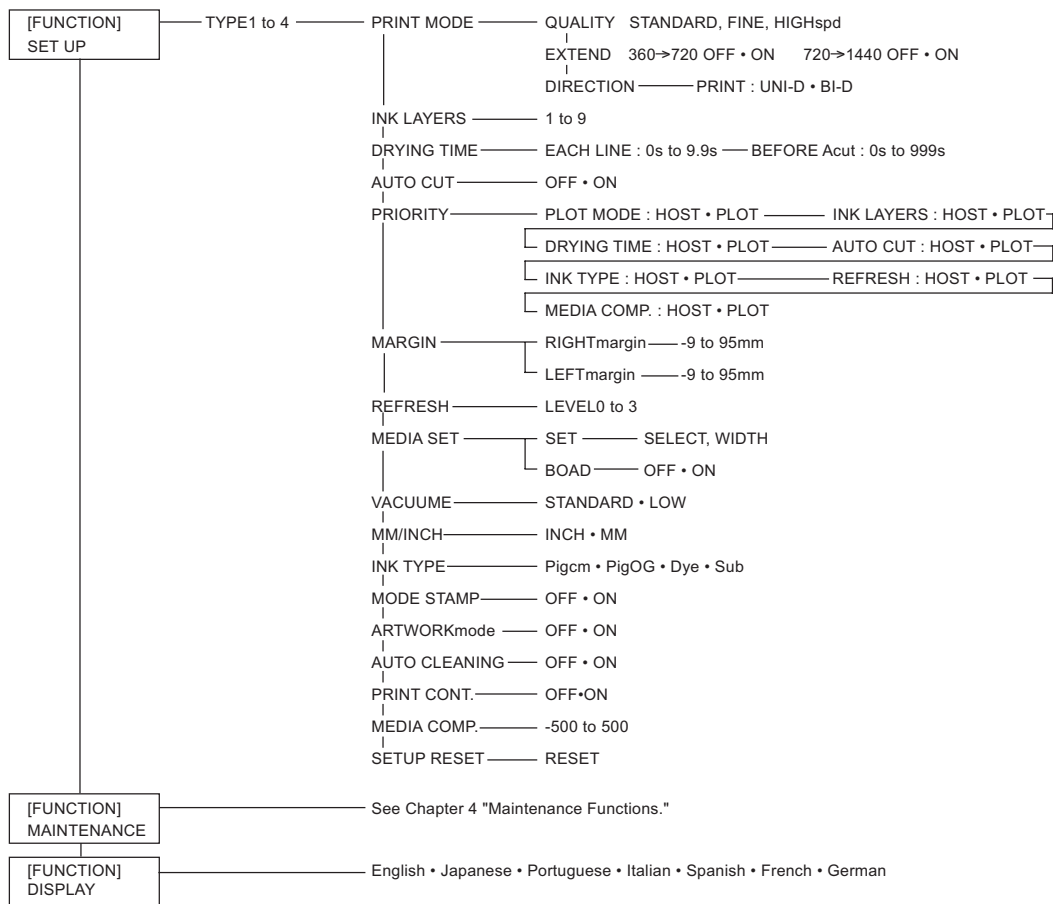 [FUNCTION]
SET UP
TYPE1 to 4
PRINT MODE
QUALITY STANDARD, FINE, HIGHspd
EXTEND 360→720 OFF • ON 720→1440 OFF • ON
DIRECTION PRINT : UNI-D • BI-D
INK LAYERS 1 to 9
DRYING TIME EACH LINE : 0s to 9.9s BEFORE Acut : 0s to 999s
AUTO CUT OFF • ON
PRIORITY PLOT MODE : HOST • PLOT INK LAYERS : HOST • PLOT
DRYING TIME : HOST • PLOT AUTO CUT : HOST • PLOT
INK TYPE : HOST • PLOT REFRESH : HOST • PLOT
MEDIA COMP. : HOST • PLOT
MARGIN RIGHTmargin -9 to 95mm
LEFTmargin -9 to 95mm
REFRESH LEVEL0 to 3
MEDIA SET SET SELECT, WIDTH
BOAD OFF • ON
VACUUME STANDARD • LOW
MM/INCH INCH • MM
INK TYPE Pigcm • PigOG • Dye • Sub
MODE STAMP OFF • ON
ARTWORKmode OFF • ON
AUTO CLEANING OFF • ON
PRINT CONT. OFF•ON
MEDIA COMP. -500 to 500
SETUP RESET RESET
[FUNCTION]
MAINTENANCE
See Chapter 4 "Maintenance Functions."
[FUNCTION]
DISPLAY
English • Japanese • Portuguese • Italian • Spanish • French • German